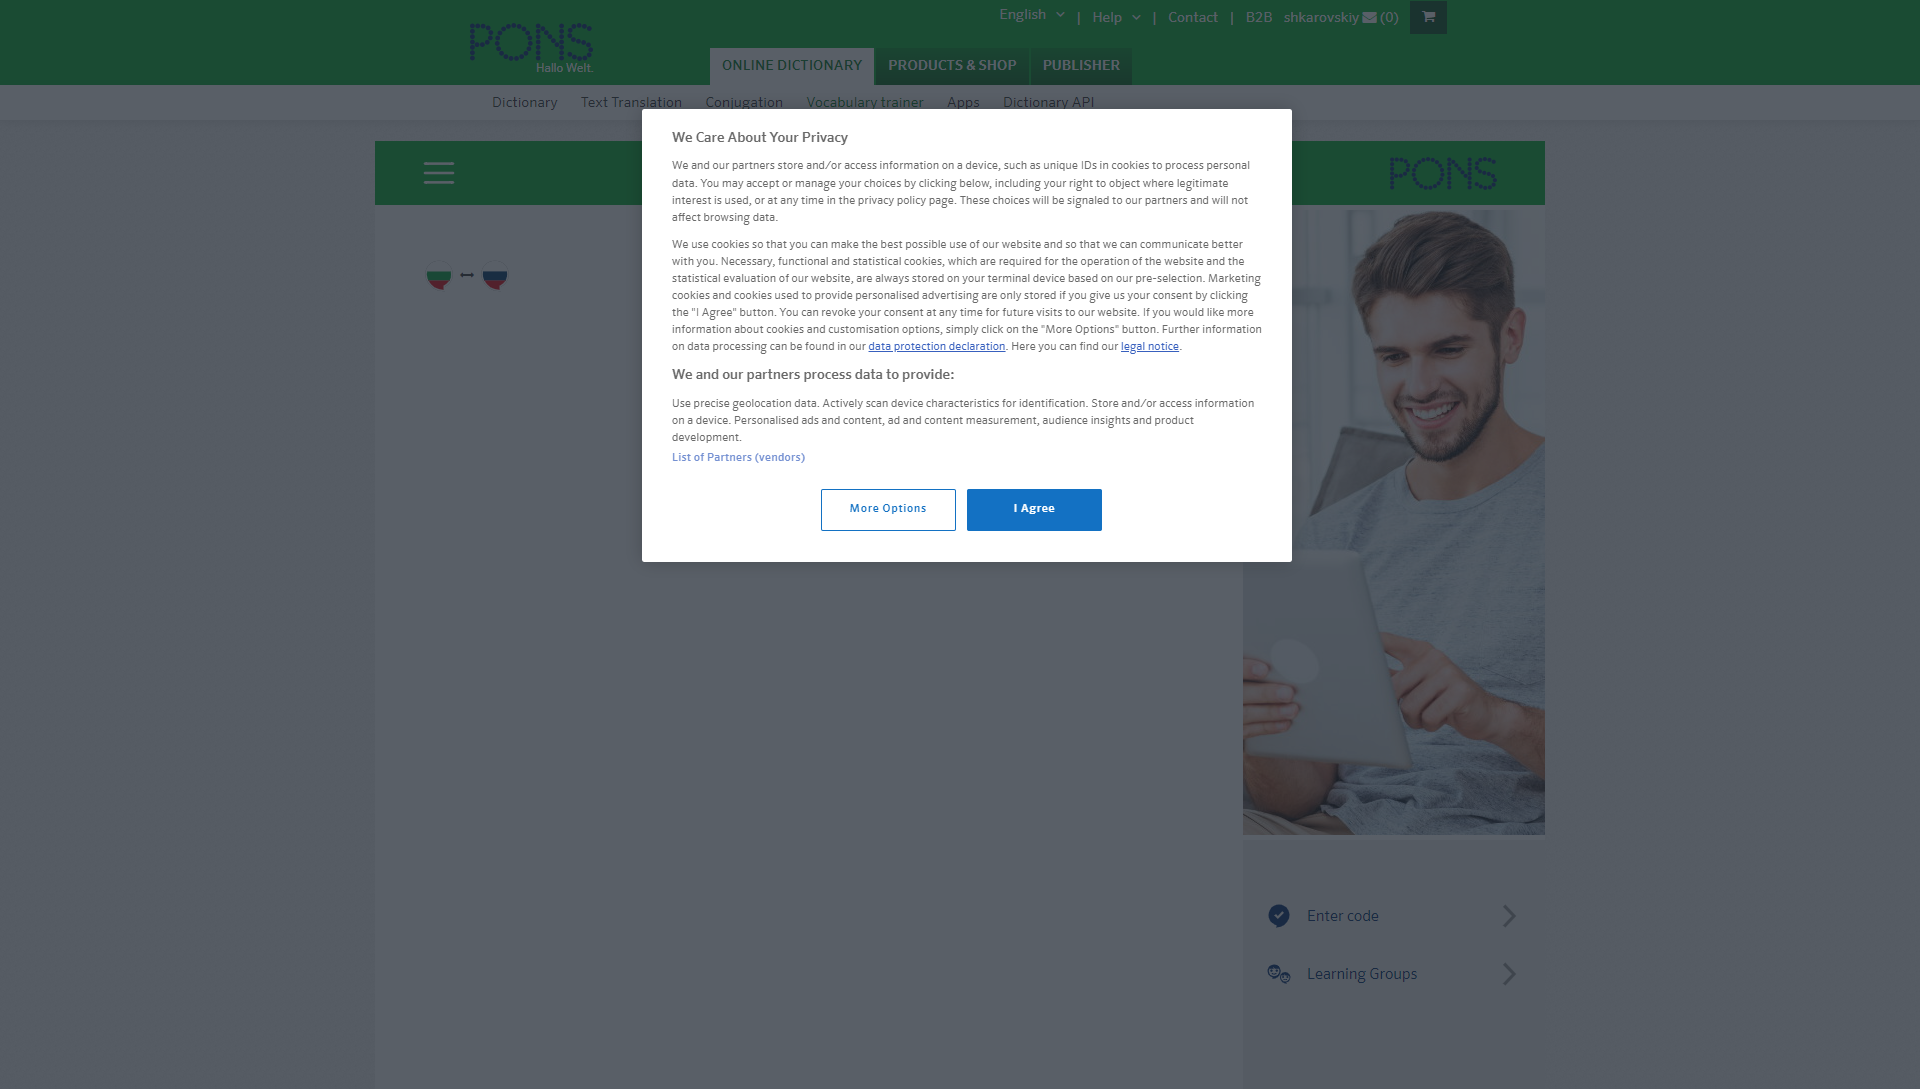 English | Help | Contact | B2B shkarovskiy (0)
PONS
Hallo Welt.
ONLINE DICTIONARY PRODUCTS & SHOP PUBLISHER
Dictionary Text Translation Conjugation Vocabulary trainer Apps Dictionary API
PONS
We Care About Your Privacy
We and our partners store and/or access information on a device, such as unique IDs in cookies to process personal
data. You may accept or manage your choices by clicking below, including your right to object where legitimate
interest is used, or at any time in the privacy policy page. These choices will be signaled to our partners and will not
affect browsing data.
We use cookies so that you can make the best possible use of our website and so that we can communicate better
with you. Necessary, functional and statistical cookies, which are required for the operation of the website and the
statistical evaluation of our website, are always stored on your terminal device based on our pre-selection. Marketing
cookies and cookies used to provide personalised advertising are only stored if you give us your consent by clicking
the "I Agree" button. You can revoke your consent at any time for future visits to our website. If you would like more
information about cookies and customisation options, simply click on the "More Options" button. Further information
on data processing can be found in our data protection declaration. Here you can find our legal notice.
We and our partners process data to provide:
Use precise geolocation data. Actively scan device characteristics for identification. Store and/or access information
on a device. Personalised ads and content, ad and content measurement, audience insights and product
development.
List of Partners (vendors)
More Options I Agree
Enter code
Learning Groups